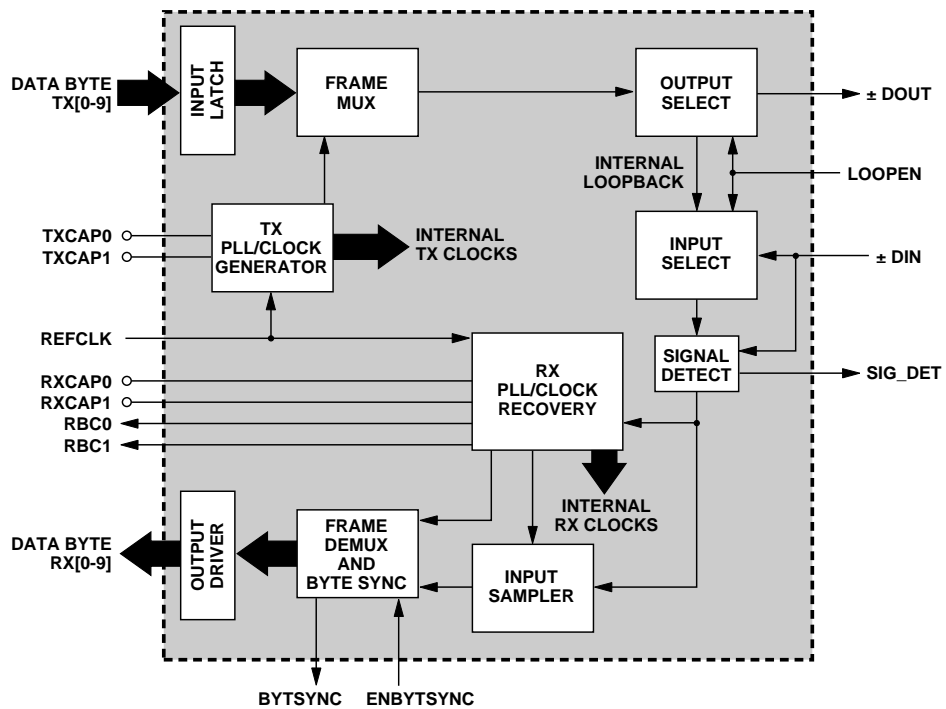 DATA BYTE
TX[0-9]
INPUT
LATCH
FRAME
MUX
OUTPUT
SELECT
± DOUT
INTERNAL
LOOPBACK
LOOPEN
TXCAP0
TXCAP1
TX
PLL/CLOCK
GENERATOR
INTERNAL
TX CLOCKS
INPUT
SELECT
± DIN
REFCLK
SIGNAL
DETECT
SIG_DET
RXCAP0
RXCAP1
RBC0
RBC1
RX
PLL/CLOCK
RECOVERY
INTERNAL
RX CLOCKS
DATA BYTE
RX[0-9]
OUTPUT
DRIVER
FRAME
DEMUX
AND
BYTE SYNC
INPUT
SAMPLER
BYTSYNC
ENBYTSYNC